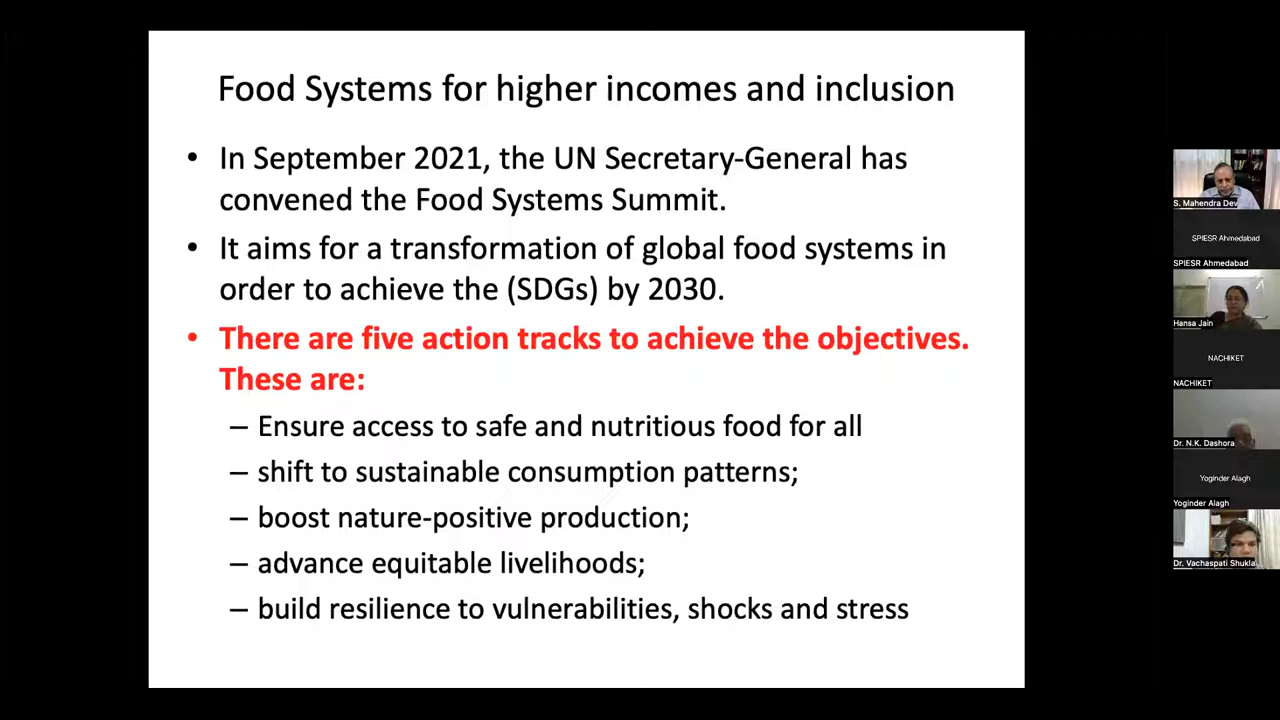 Food Systems for higher incomes and inclusion
• In September 2021, the UN Secretary-General has
convened the Food Systems Summit.
• It aims for a transformation of global food systems in
order to achieve the (SDGs) by 2030.
• There are five action tracks to achieve the objectives.
These are:
– Ensure access to safe and nutritious food for all
– shift to sustainable consumption patterns;
– boost nature-positive production;
– advance equitable livelihoods;
– build resilience to vulnerabilities, shocks and stress
S. Mahendra Dev
SPIESR Ahmedabad
SPIESR Ahmedabad
Hansa Jain
NACHIKET
NACHIKET
Dr. N.K. Dashora
Yoginder Alagh
Yoginder Alagh
Dr. Vachaspati Shukla